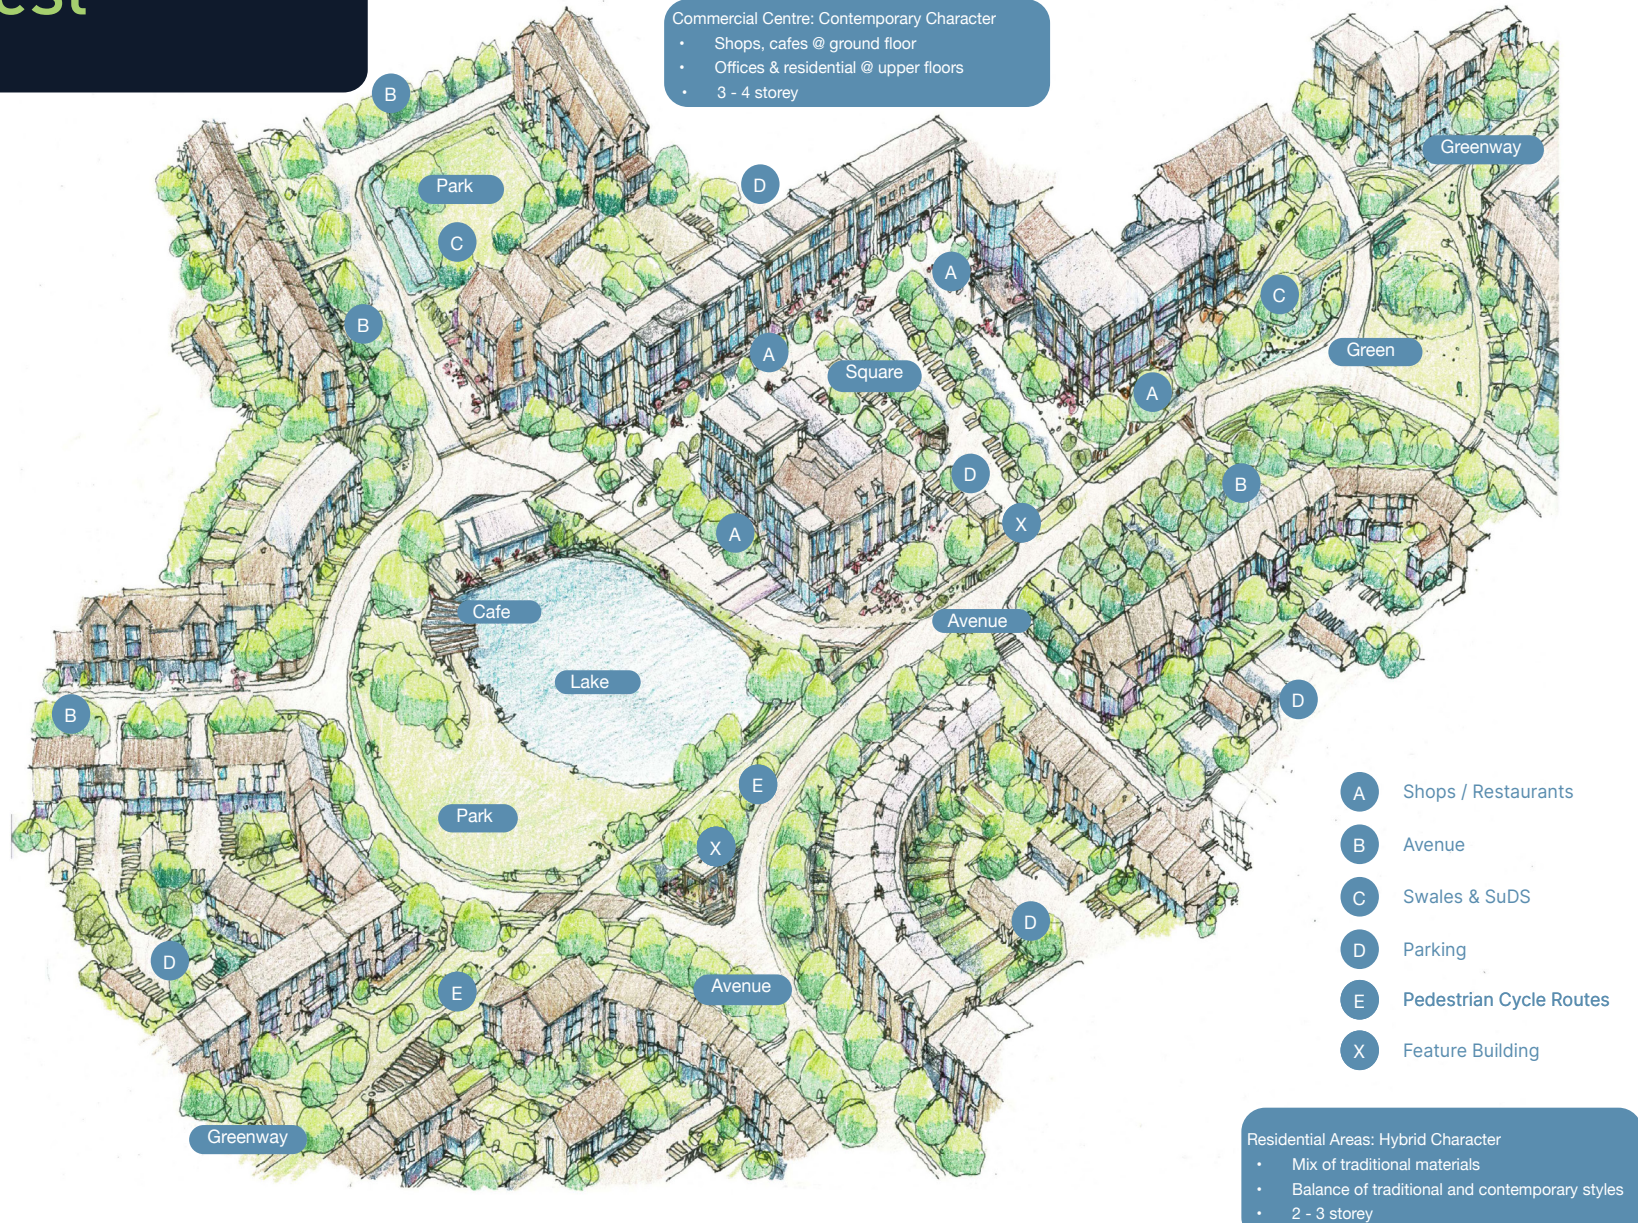 Commercial Centre: Contemporary Character
• Shops, cafes @ ground floor
• Offices & residential @ upper floors
• 3 - 4 storey
B
Greenway
Park
D
C
A
C
B
A
Green
Square
A
D
B
X
A
Cafe
Avenue
Lake
D
B
E
Park
X
D
D
E
Avenue
Greenway
A Shops / Restaurants
B Avenue
C Swales & SuDS
D Parking
E Pedestrian Cycle Routes
X Feature Building
Residential Areas: Hybrid Character
• Mix of traditional materials
• Balance of traditional and contemporary styles
• 2 - 3 storey